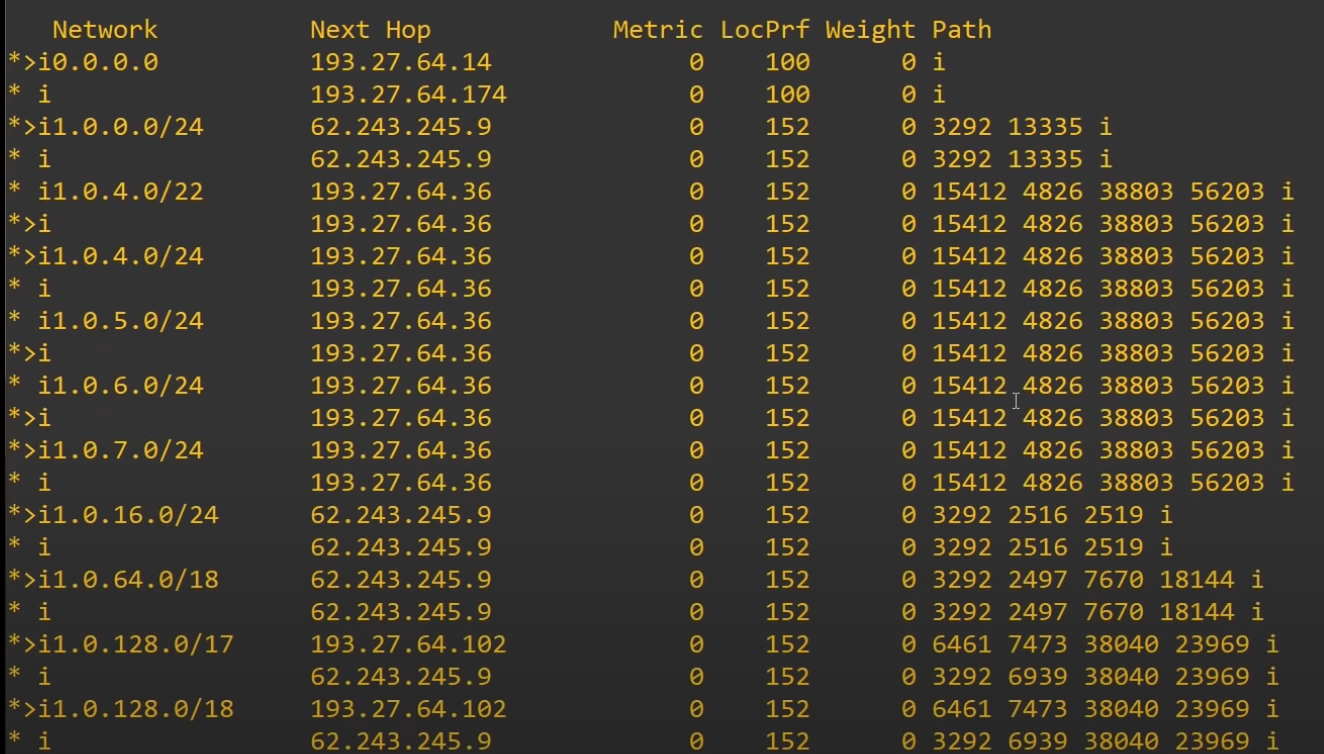 Network Next Hop Metric LocPrf Weight Path
*>i0.0.0.0 193.27.64.14 0 100 0 i
* i 193.27.64.174 0 100 0 i
*>i1.0.0.0/24 62.243.245.9 0 152 0 3292 13335 i
* i 62.243.245.9 0 152 0 3292 13335 i
* i1.0.4.0/22 193.27.64.36 0 152 0 15412 4826 38803 56203 i
*>i 193.27.64.36 0 152 0 15412 4826 38803 56203 i
*>i1.0.4.0/24 193.27.64.36 0 152 0 15412 4826 38803 56203 i
* i 193.27.64.36 0 152 0 15412 4826 38803 56203 i
* i1.0.5.0/24 193.27.64.36 0 152 0 15412 4826 38803 56203 i
*>i 193.27.64.36 0 152 0 15412 4826 38803 56203 i
* i1.0.6.0/24 193.27.64.36 0 152 0 15412 4826 38803 56203 i
*>i 193.27.64.36 0 152 0 15412 4826 38803 56203 i
*>i1.0.7.0/24 193.27.64.36 0 152 0 15412 4826 38803 56203 i
* i 193.27.64.36 0 152 0 15412 4826 38803 56203 i
*>i1.0.16.0/24 62.243.245.9 0 152 0 3292 2516 2519 i
* i 62.243.245.9 0 152 0 3292 2516 2519 i
*>i1.0.64.0/18 62.243.245.9 0 152 0 3292 2497 7670 18144 i
* i 62.243.245.9 0 152 0 3292 2497 7670 18144 i
*>i1.0.128.0/17 193.27.64.102 0 152 0 6461 7473 38040 23969 i
* i 62.243.245.9 0 152 0 3292 6939 38040 23969 i
*>i1.0.128.0/18 193.27.64.102 0 152 0 6461 7473 38040 23969 i
* i 62.243.245.9 0 152 0 3292 6939 38040 23969 i